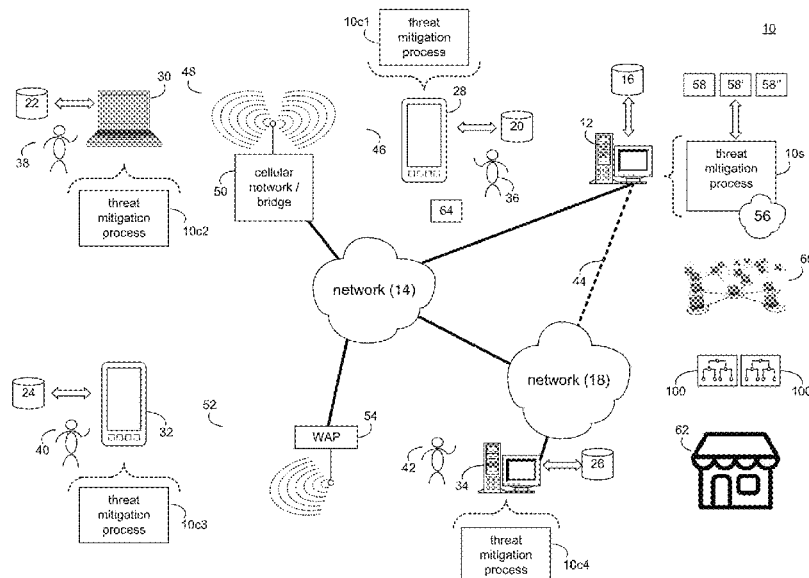 10c1
threat
mitigation
process
10
16
58
58'
58"
30
48
28
22
12
20
threat
mitigation
process
10s
38
46
50
cellular
network /
bridge
36
56
threat
mitigation
process
10c2
64
44
network (14)
network (18)
24
32
52
54
100
100
WAP
42
62
40
34
26
threat
mitigation
process
10c3
threat
mitigation
process
10c4